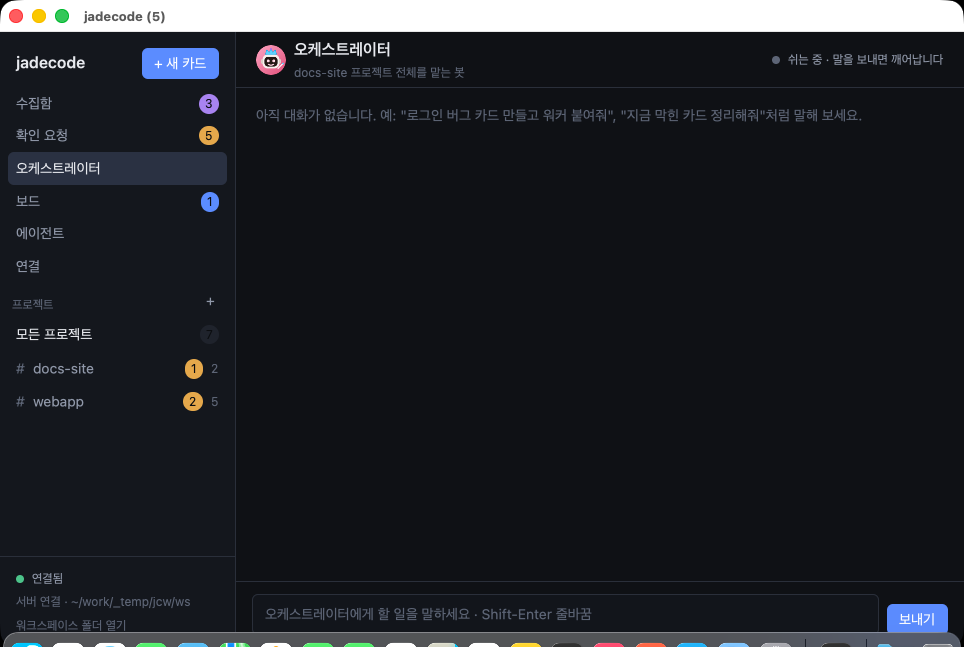 jadecode (5)
jadecode
+ 새 카드
수집함 3
확인 요청 5
오케스트레이터
보드 1
에이전트
연결
프로젝트 +
모든 프로젝트 7
# docs-site 1 2
# webapp 2 5
연결됨
서버 연결 · ~/work/_temp/jcw/ws
워크스페이스 폴더 열기
오케스트레이터
docs-site 프로젝트 전체를 맡는 봇
쉬는 중 · 말을 보내면 깨어납니다
아직 대화가 없습니다. 예: "로그인 버그 카드 만들고 워커 붙여줘", "지금 막힌 카드 정리해줘"처럼 말해 보세요.
오케스트레이터에게 할 일을 말하세요 · Shift-Enter 줄바꿈
보내기